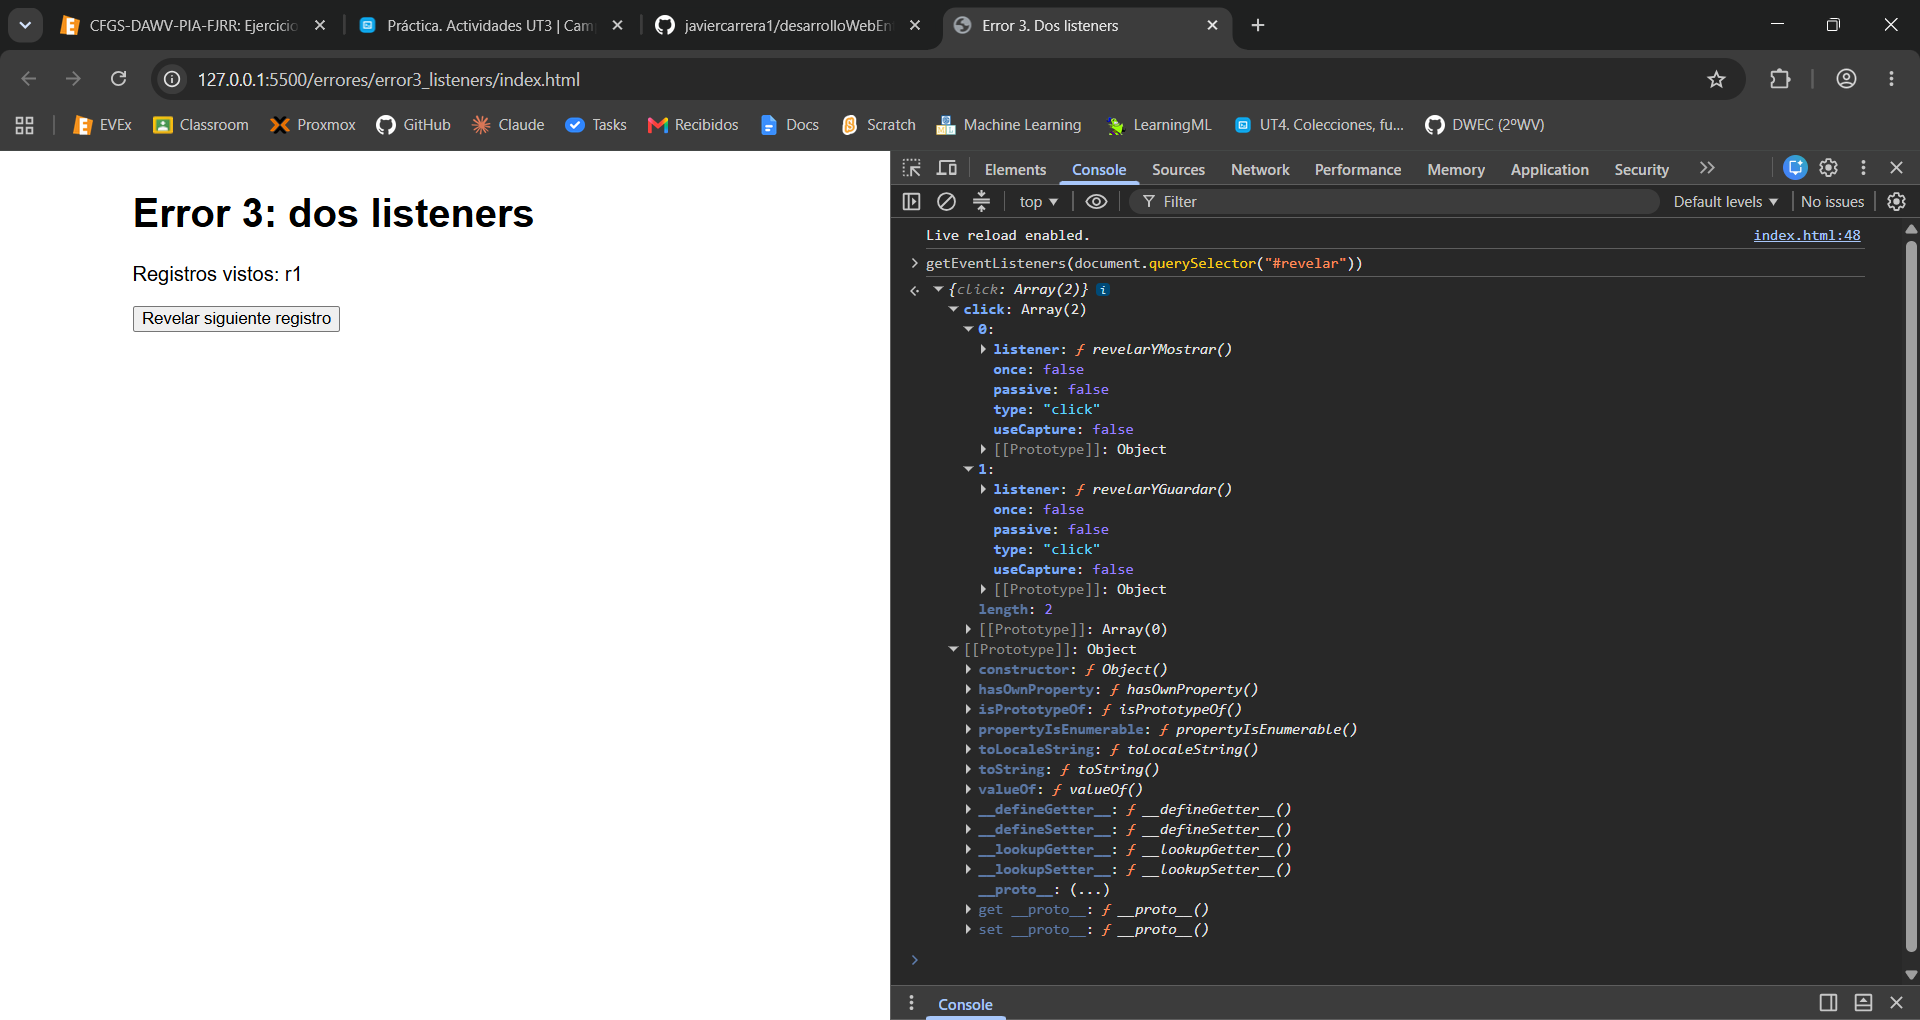 CFGS-DAWV-PIA-FJRR: Ejercicio
Práctica. Actividades UT3 | Cam
javiercarrera1/desarrolloWebEn
Error 3. Dos listeners
127.0.0.1:5500/errores/error3_listeners/index.html
EVEx Classroom Proxmox GitHub Claude Tasks Recibidos Docs Scratch Machine Learning LearningML UT4. Colecciones, fu... DWEC (2ºWV)
Error 3: dos listeners
Registros vistos: r1
Revelar siguiente registro
Elements Console Sources Network Performance Memory Application Security
top Filter Default levels No issues
Live reload enabled. index.html:48
getEventListeners(document.querySelector("#revelar"))
{click: Array(2)}
click: Array(2)
0:
listener: ƒ revelarYMostrar()
once: false
passive: false
type: "click"
useCapture: false
[[Prototype]]: Object
1:
listener: ƒ revelarYGuardar()
once: false
passive: false
type: "click"
useCapture: false
[[Prototype]]: Object
length: 2
[[Prototype]]: Array(0)
[[Prototype]]: Object
constructor: ƒ Object()
hasOwnProperty: ƒ hasOwnProperty()
isPrototypeOf: ƒ isPrototypeOf()
propertyIsEnumerable: ƒ propertyIsEnumerable()
toLocaleString: ƒ toLocaleString()
toString: ƒ toString()
valueOf: ƒ valueOf()
__defineGetter__: ƒ __defineGetter__()
__defineSetter__: ƒ __defineSetter__()
__lookupGetter__: ƒ __lookupGetter__()
__lookupSetter__: ƒ __lookupSetter__()
__proto__: (...)
get __proto__: ƒ __proto__()
set __proto__: ƒ __proto__()
Console